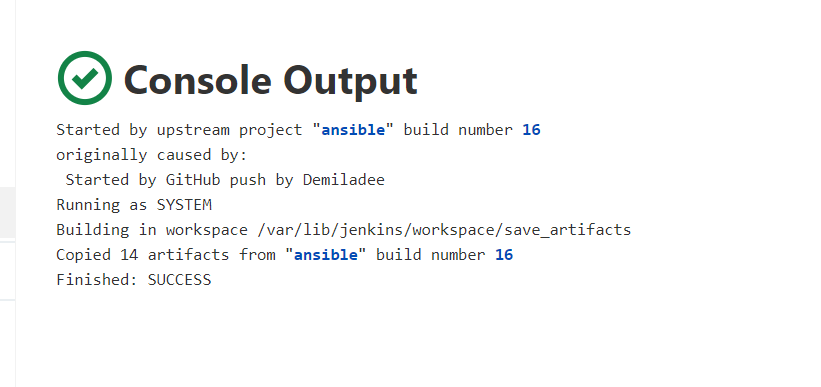 Console Output
Started by upstream project "ansible" build number 16
originally caused by:
Started by GitHub push by Demiladee
Running as SYSTEM
Building in workspace /var/lib/jenkins/workspace/save_artifacts
Copied 14 artifacts from "ansible" build number 16
Finished: SUCCESS